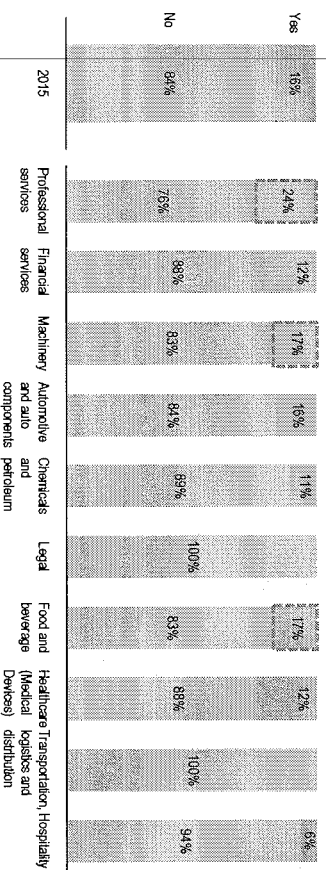 Yes
No
16%
84%
2015
24%
76%
Professional
services
12%
88%
Financial
services
17%
83%
Machinery
16%
84%
Automotive
and auto
components
11%
89%
Chemicals
and
petroleum
100%
Legal
17%
83%
Food and
beverage
12%
88%
Healthcare
(Medical
Devices)
100%
Transportation,
logistics and
distribution
6%
94%
Hospitality